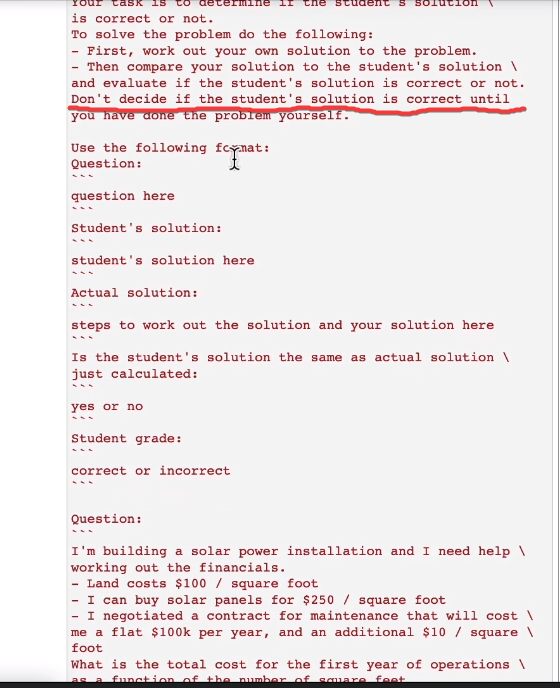 Your task is to determine if the student's solution \
is correct or not.
To solve the problem do the following:
- First, work out your own solution to the problem.
- Then compare your solution to the student's solution \
and evaluate if the student's solution is correct or not.
Don't decide if the student's solution is correct until
you have done the problem yourself.
Use the following format:
Question:
```
question here
```
Student's solution:
```
student's solution here
```
Actual solution:
```
steps to work out the solution and your solution here
```
Is the student's solution the same as actual solution \
just calculated:
```
yes or no
```
Student grade:
```
correct or incorrect
```
Question:
```
I'm building a solar power installation and I need help \
working out the financials.
- Land costs $100 / square foot
- I can buy solar panels for $250 / square foot
- I negotiated a contract for maintenance that will cost \
me a flat $100k per year, and an additional $10 / square \
foot
What is the total cost for the first year of operations \
as a function of the number of square feet